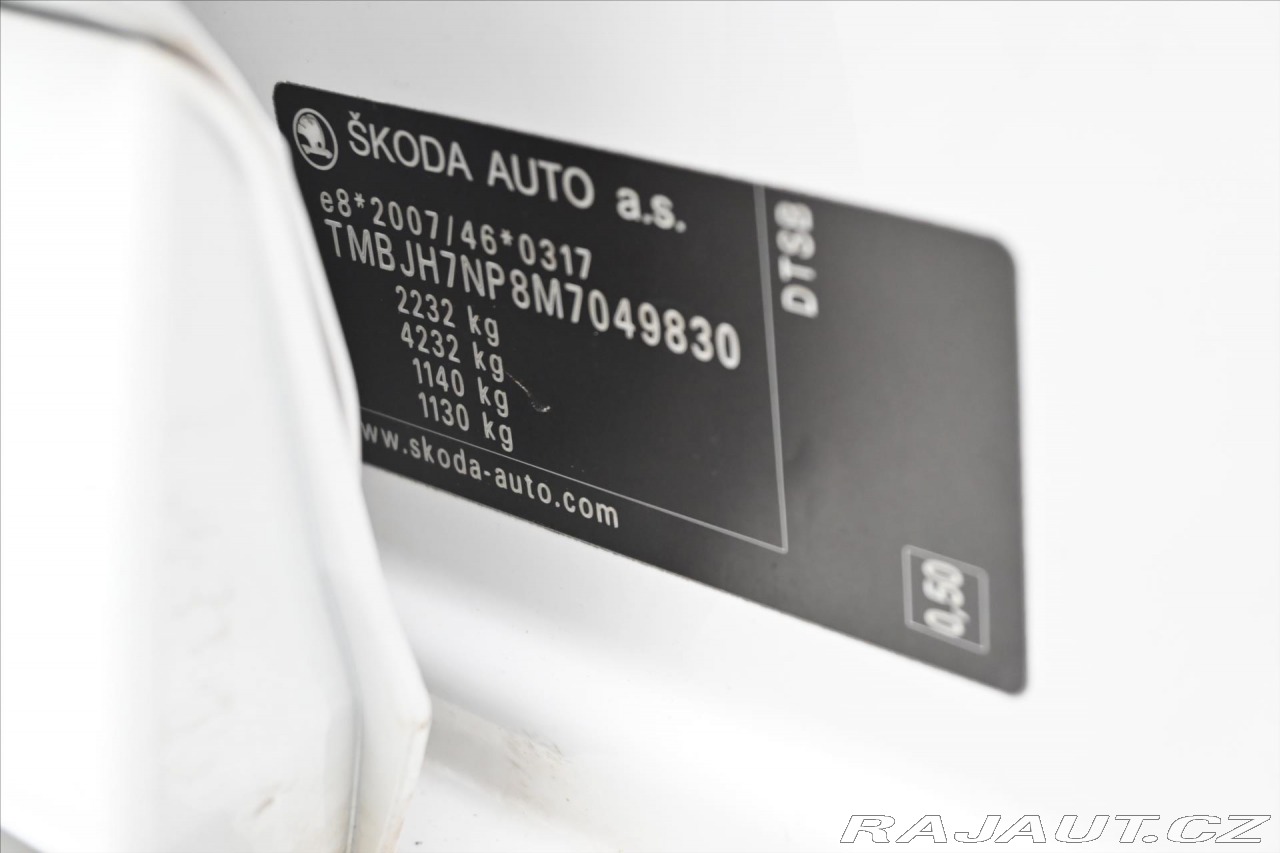 ŠKODA AUTO a.s.
e8*2007/46*0317
TMBJH7NP8M7049830
2232 kg
4232 kg
1140 kg
1130 kg
www.skoda-auto.com
DTSB
0,50
RAJAUT.CZ